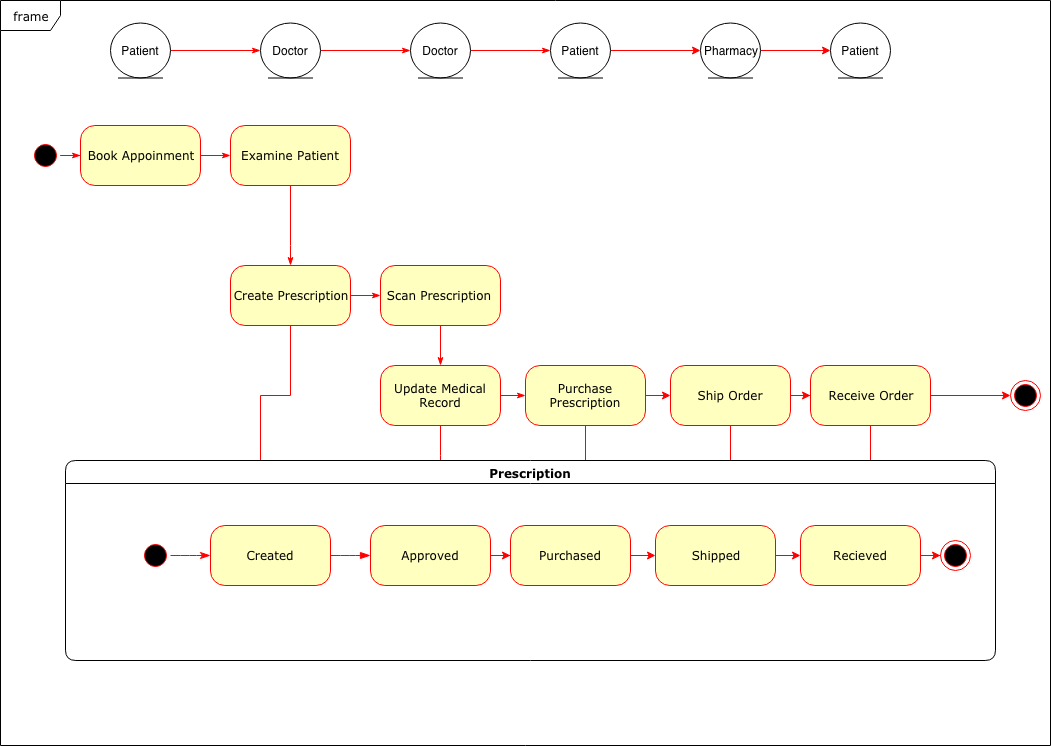 frame
Patient
Doctor
Doctor
Patient
Pharmacy
Patient
Book Appoinment
Examine Patient
Create Prescription
Scan Prescription
Update Medical
Record
Purchase
Prescription
Ship Order
Receive Order
Prescription
Created
Approved
Purchased
Shipped
Recieved